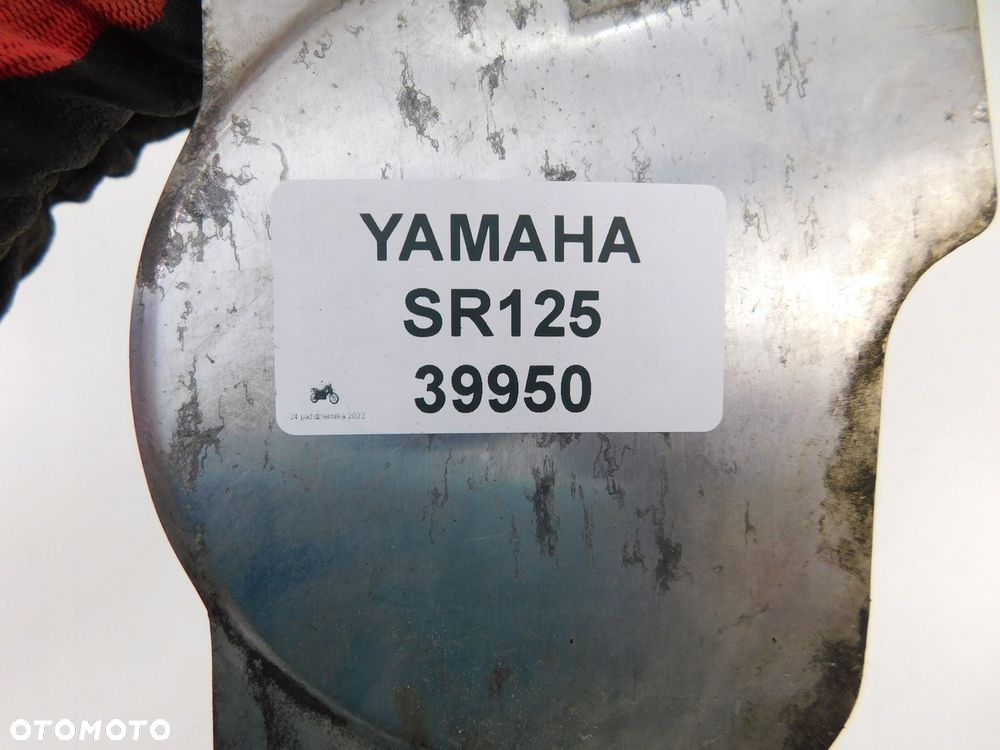 YAMAHA
SR125
39950
24 października 2022
OTOMOTO